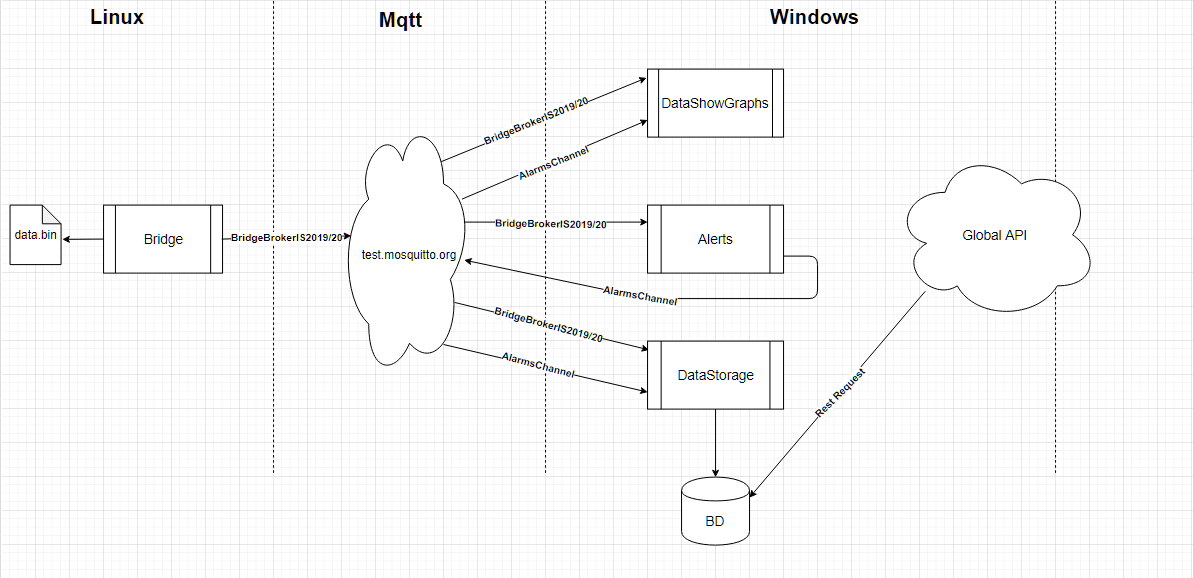 Linux
Mqtt
Windows
DataShowGraphs
BridgeBrokerIS2019/20
AlarmsChannel
data.bin
Bridge
BridgeBrokerIS2019/20
test.mosquitto.org
BridgeBrokerIS2019/20
Alerts
Global API
AlarmsChannel
BridgeBrokerIS2019/20
AlarmsChannel
DataStorage
Rest Request
BD